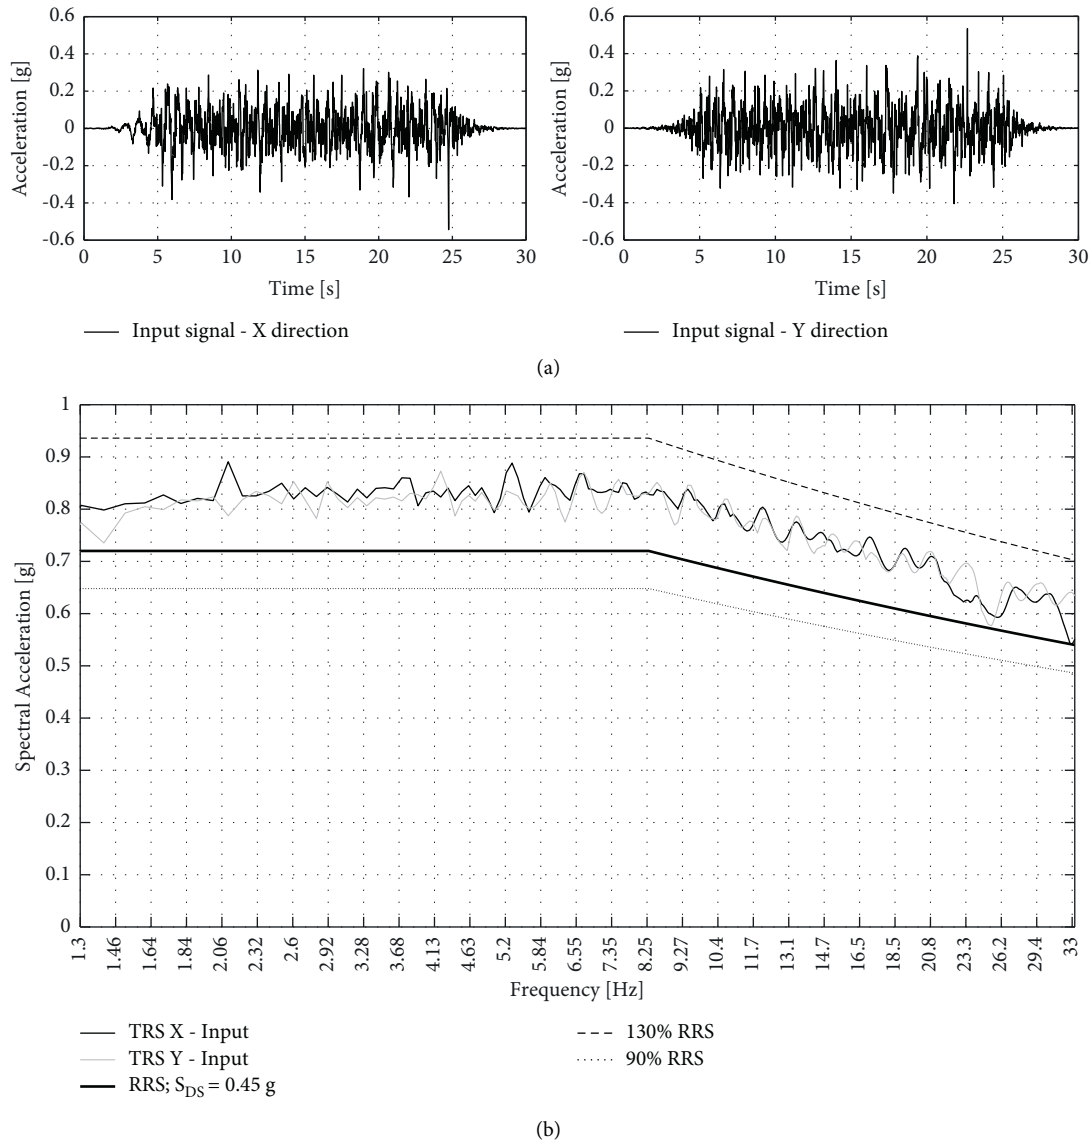 0.6
0.4
0.2
0
-0.2
-0.4
-0.6
Acceleration [g]
0 5 10 15 20 25 30
Time [s]
Input signal - X direction
0.6
0.4
0.2
0
-0.2
-0.4
-0.6
Acceleration [g]
0 5 10 15 20 25 30
Time [s]
Input signal - Y direction
(a)
1
0.9
0.8
0.7
0.6
0.5
0.4
0.3
0.2
0.1
0
Spectral Acceleration [g]
1.3 1.46 1.64 1.84 2.06 2.32 2.6 2.92 3.28 3.68 4.13 4.63 5.2 5.84 6.55 7.35 8.25 9.27 10.4 11.7 13.1 14.7 16.5 18.5 20.8 23.3 26.2 29.4 33
Frequency [Hz]
TRS X - Input
TRS Y - Input
RRS; S_DS = 0.45 g
130% RRS
90% RRS
(b)